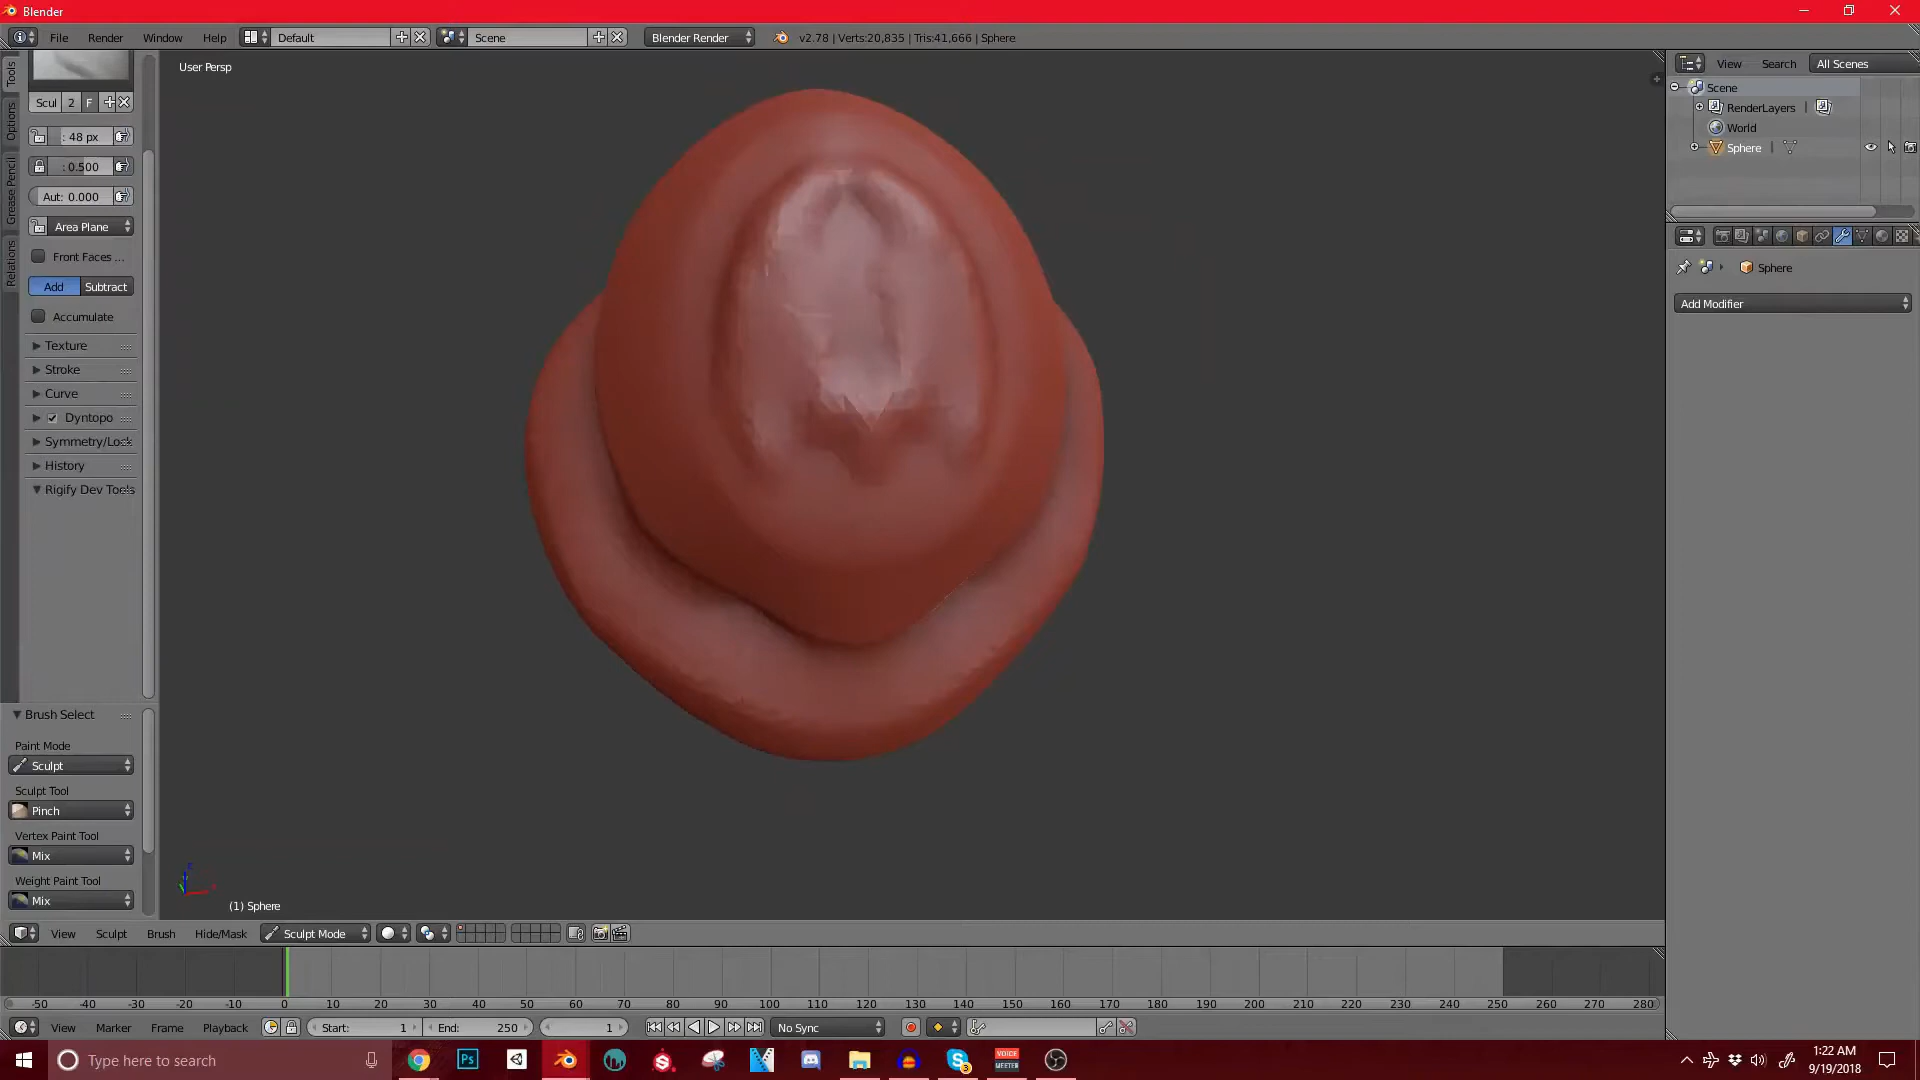 Blender
File Render Window Help Default Scene Blender Render v2.78 | Verts:20,835 | Tris:41,666 | Sphere
User Persp
Tools
Options
Grease Pencil
Relations
Scul 2 F
: 48 px
: 0.500
Aut: 0.000
Area Plane
Front Faces ...
Add Subtract
Accumulate
Texture
Stroke
Curve
Dyntopo
Symmetry/Lock
History
Rigify Dev Tools
Brush Select
Paint Mode
Sculpt
Sculpt Tool
Pinch
Vertex Paint Tool
Mix
Weight Paint Tool
Mix
(1) Sphere
View Search All Scenes
Scene
RenderLayers |
World
Sphere |
Sphere
Add Modifier
View Sculpt Brush Hide/Mask Sculpt Mode
-50 -40 -30 -20 -10 0 10 20 30 40 50 60 70 80 90 100 110 120 130 140 150 160 170 180 190 200 210 220 230 240 250 260 270 280
View Marker Frame Playback Start: 1 End: 250 1 No Sync
Type here to search
Ps
VOICE
MEETER
3
1:22 AM
9/19/2018